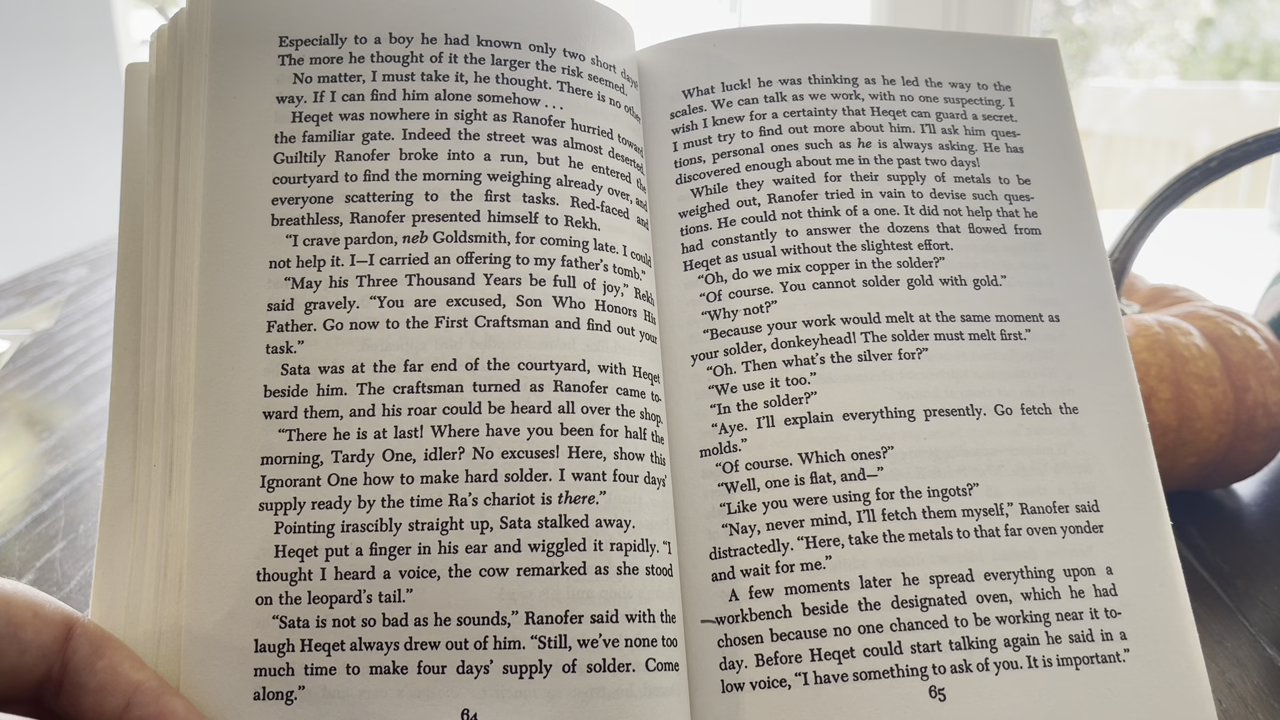 Especially to a boy he had known only two short days!
The more he thought of it the larger the risk seemed.
No matter, I must take it, he thought. There is no other
way. If I can find him alone somehow . . .
Heqet was nowhere in sight as Ranofer hurried toward
the familiar gate. Indeed the street was almost deserted.
Guiltily Ranofer broke into a run, but he entered the
courtyard to find the morning weighing already over, and
everyone scattering to the first tasks. Red-faced and
breathless, Ranofer presented himself to Rekh.
“I crave pardon, neb Goldsmith, for coming late. I could
not help it. I—I carried an offering to my father’s tomb.”
“May his Three Thousand Years be full of joy,” Rekh
said gravely. “You are excused, Son Who Honors His
Father. Go now to the First Craftsman and find out your
task.”
Sata was at the far end of the courtyard, with Heqet
beside him. The craftsman turned as Ranofer came to-
ward them, and his roar could be heard all over the shop.
“There he is at last! Where have you been for half the
morning, Tardy One, idler? No excuses! Here, show this
Ignorant One how to make hard solder. I want four days’
supply ready by the time Ra’s chariot is there.”
Pointing irascibly straight up, Sata stalked away.
Heqet put a finger in his ear and wiggled it rapidly. “I
thought I heard a voice, the cow remarked as she stood
on the leopard’s tail.”
“Sata is not so bad as he sounds,” Ranofer said with the
laugh Heqet always drew out of him. “Still, we’ve none too
much time to make four days’ supply of solder. Come
along.”
64
What luck! he was thinking as he led the way to the
scales. We can talk as we work, with no one suspecting. I
wish I knew for a certainty that Heqet can guard a secret.
I must try to find out more about him. I’ll ask him ques-
tions, personal ones such as he is always asking. He has
discovered enough about me in the past two days!
While they waited for their supply of metals to be
weighed out, Ranofer tried in vain to devise such ques-
tions. He could not think of a one. It did not help that he
had constantly to answer the dozens that flowed from
Heqet as usual without the slightest effort.
“Oh, do we mix copper in the solder?”
“Of course. You cannot solder gold with gold.”
“Why not?”
“Because your work would melt at the same moment as
your solder, donkeyhead! The solder must melt first.”
“Oh. Then what’s the silver for?”
“We use it too.”
“In the solder?”
“Aye. I’ll explain everything presently. Go fetch the
molds.”
“Of course. Which ones?”
“Well, one is flat, and—”
“Like you were using for the ingots?”
“Nay, never mind, I’ll fetch them myself,” Ranofer said
distractedly. “Here, take the metals to that far oven yonder
and wait for me.”
A few moments later he spread everything upon a
workbench beside the designated oven, which he had
chosen because no one chanced to be working near it to-
day. Before Heqet could start talking again he said in a
low voice, “I have something to ask of you. It is important.”
65